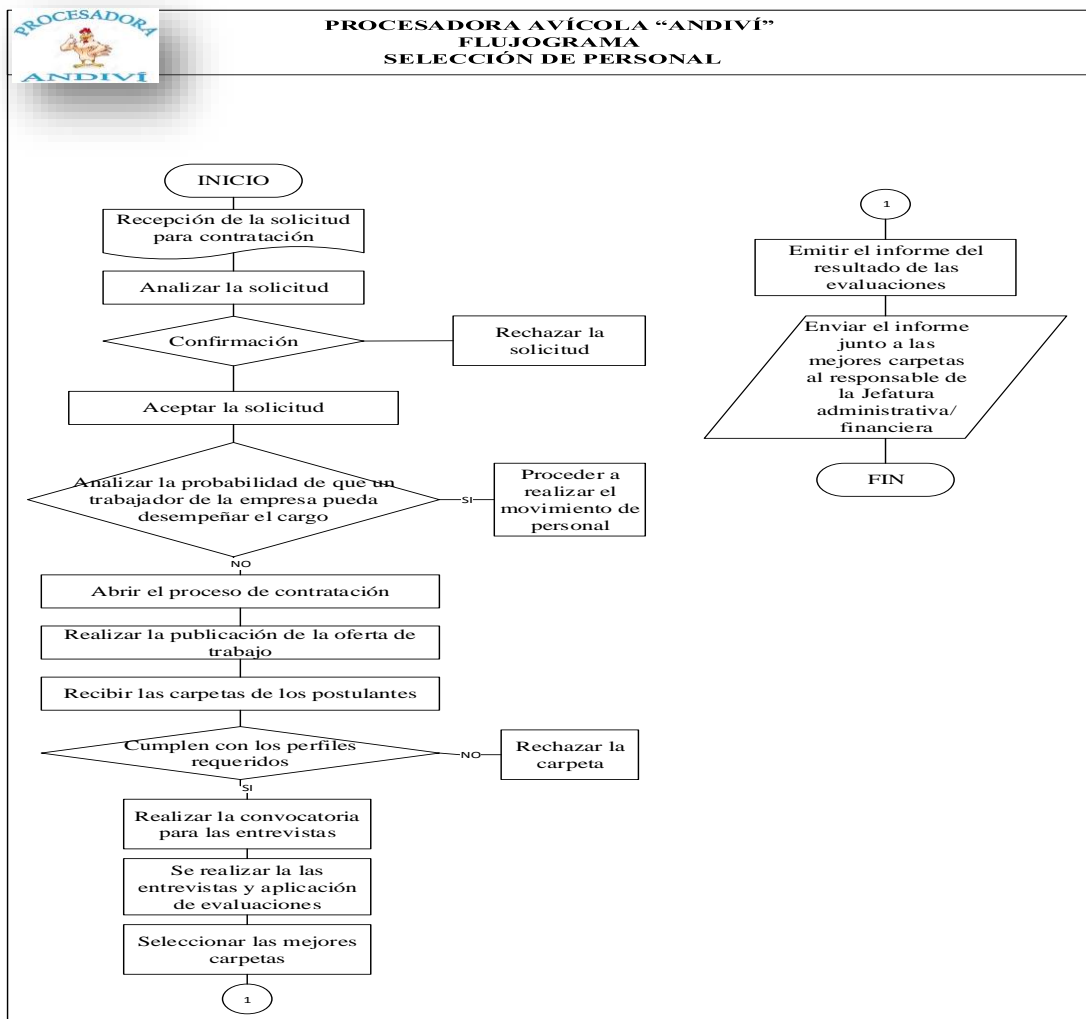 PROCESADORA
ANDIVÍ
PROCESADORA AVÍCOLA “ANDIVÍ”
FLUJOGRAMA
SELECCIÓN DE PERSONAL
INICIO
Recepción de la solicitud
para contratación
Analizar la solicitud
Confirmación
Rechazar la
solicitud
Aceptar la solicitud
Analizar la probabilidad de que un
trabajador de la empresa pueda
desempeñar el cargo
SI
Proceder a
realizar el
movimiento de
personal
NO
Abrir el proceso de contratación
Realizar la publicación de la oferta de
trabajo
Recibir las carpetas de los postulantes
Cumplen con los perfiles
requeridos
NO
Rechazar la
carpeta
SI
Realizar la convocatoria
para las entrevistas
Se realizar la las
entrevistas y aplicación
de evaluaciones
Seleccionar las mejores
carpetas
1
1
Emitir el informe del
resultado de las
evaluaciones
Enviar el informe
junto a las
mejores carpetas
al responsable de
la Jefatura
administrativa/
financiera
FIN